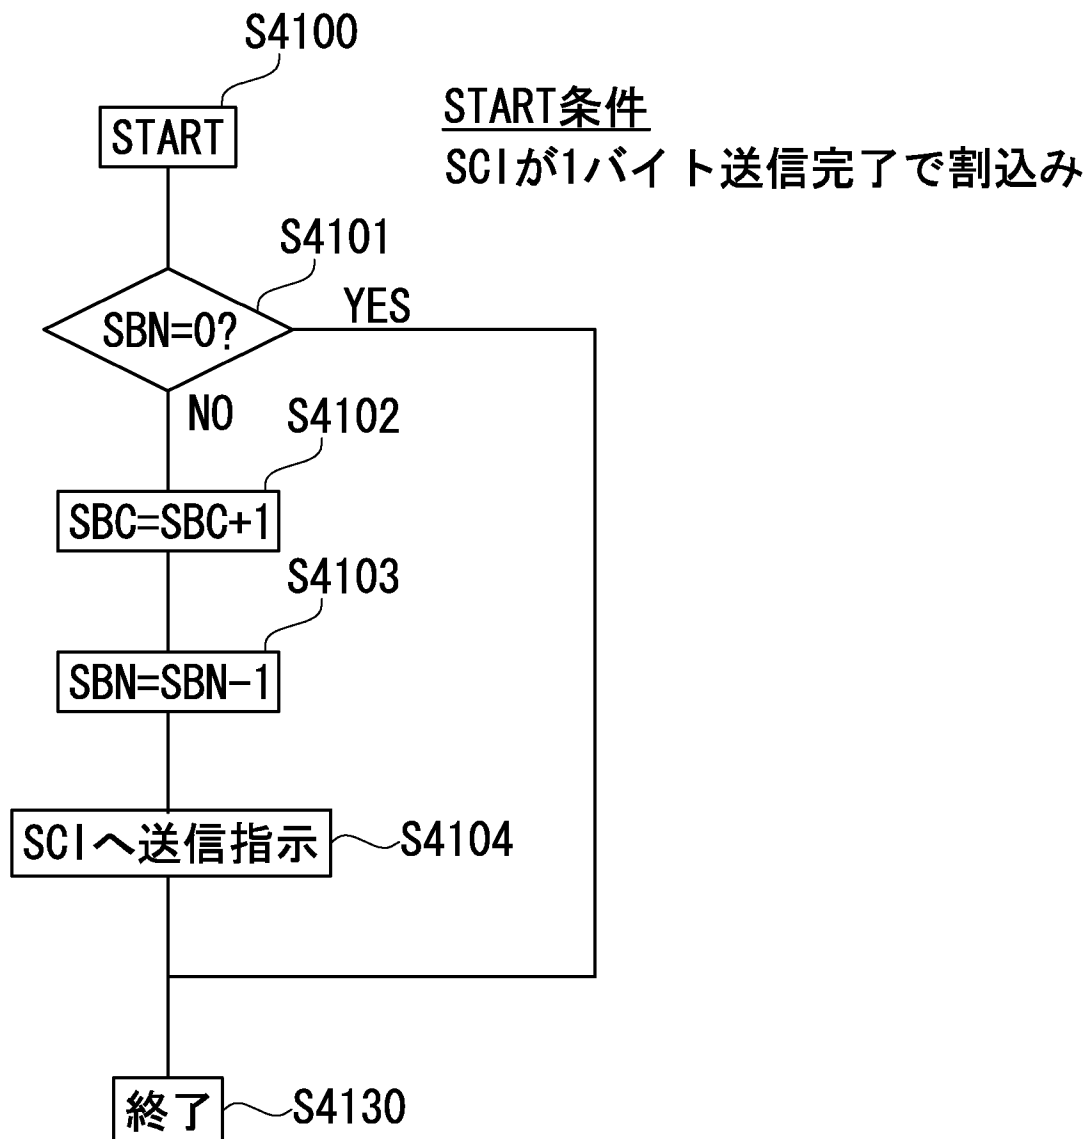 S4100
START
START条件
SCIが1バイト送信完了で割込み
S4101
SBN=0?
YES
NO
S4102
SBC=SBC+1
S4103
SBN=SBN-1
SCIへ送信指示
S4104
終了
S4130